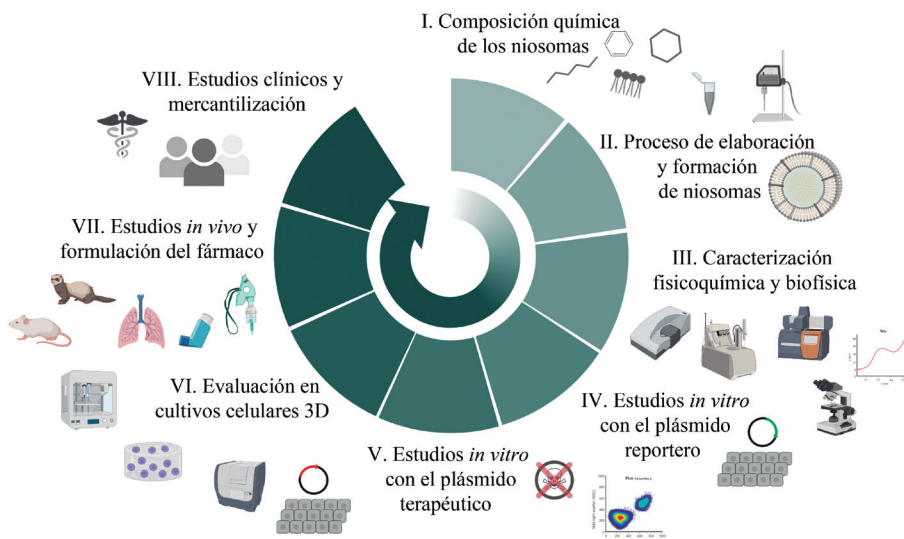 I. Composición química
de los niosomas
II. Proceso de elaboración
y formación
de niosomas
III. Caracterización
fisicoquímica y biofísica
IV. Estudios in vitro
con el plásmido
reportero
V. Estudios in vitro
con el plásmido
terapéutico
VI. Evaluación en
cultivos celulares 3D
VII. Estudios in vivo y
formulación del fármaco
VIII. Estudios clínicos y
mercantilización